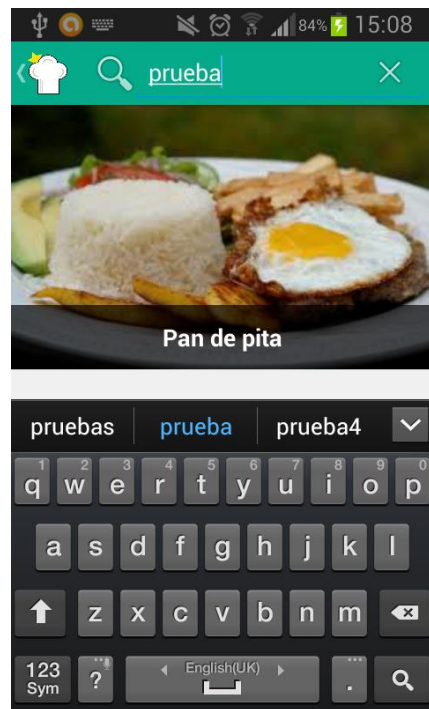 84% 15:08
prueba
Pan de pita
pruebas prueba prueba4
1 2 3 4 5 6 7 8 9 0
q w e r t y u i o p
a s d f g h j k l
z x c v b n m
123 Sym ? English(UK) .